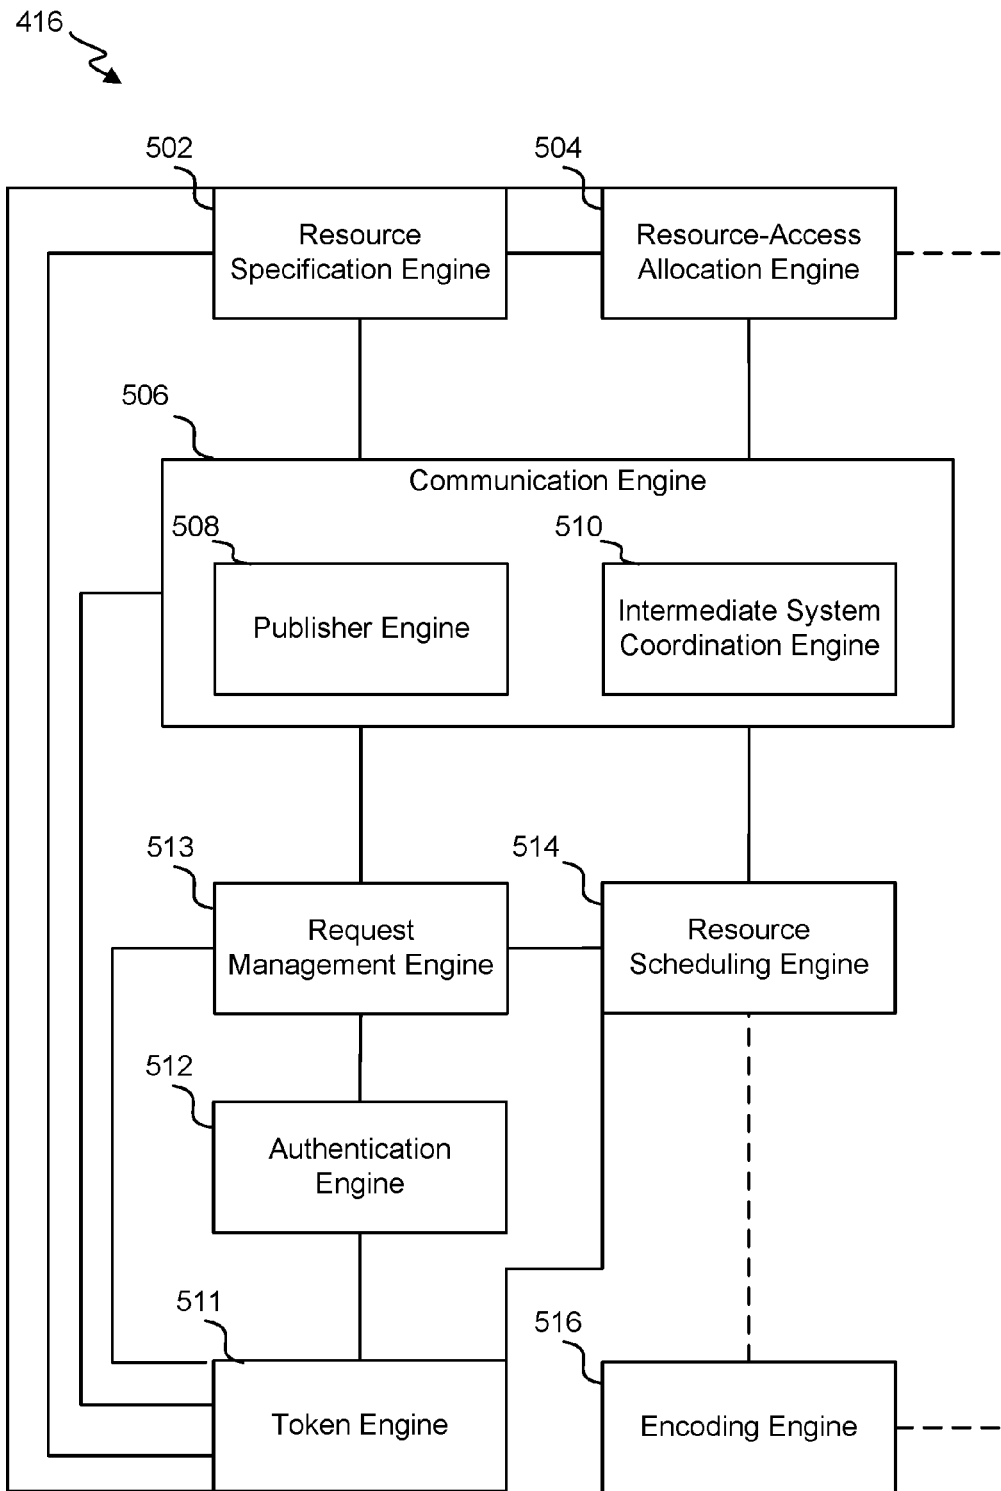 416
502
504
Resource
Specification Engine
Resource-Access
Allocation Engine
506
Communication Engine
508
510
Publisher Engine
Intermediate System
Coordination Engine
513
514
Request
Management Engine
Resource
Scheduling Engine
512
Authentication
Engine
511
516
Token Engine
Encoding Engine